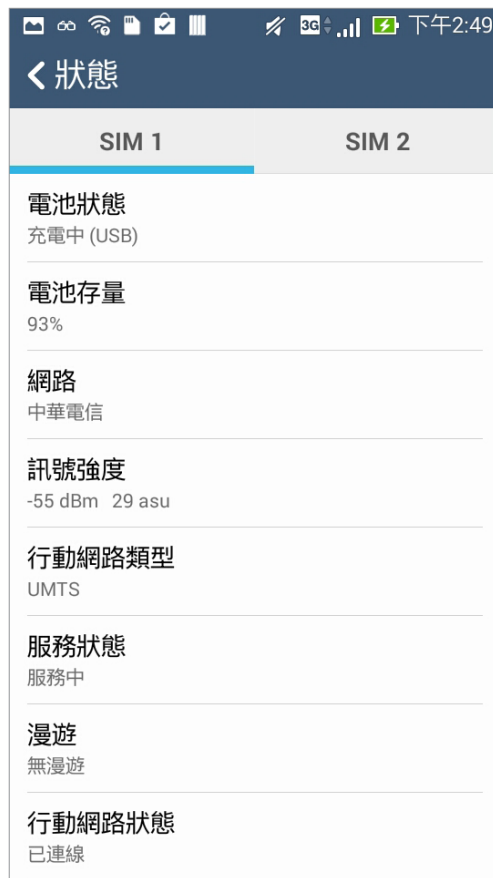 3G 下午2:49
狀態
SIM 1 SIM 2
電池狀態
充電中 (USB)
電池存量
93%
網路
中華電信
訊號強度
-55 dBm 29 asu
行動網路類型
UMTS
服務狀態
服務中
漫遊
無漫遊
行動網路狀態
已連線